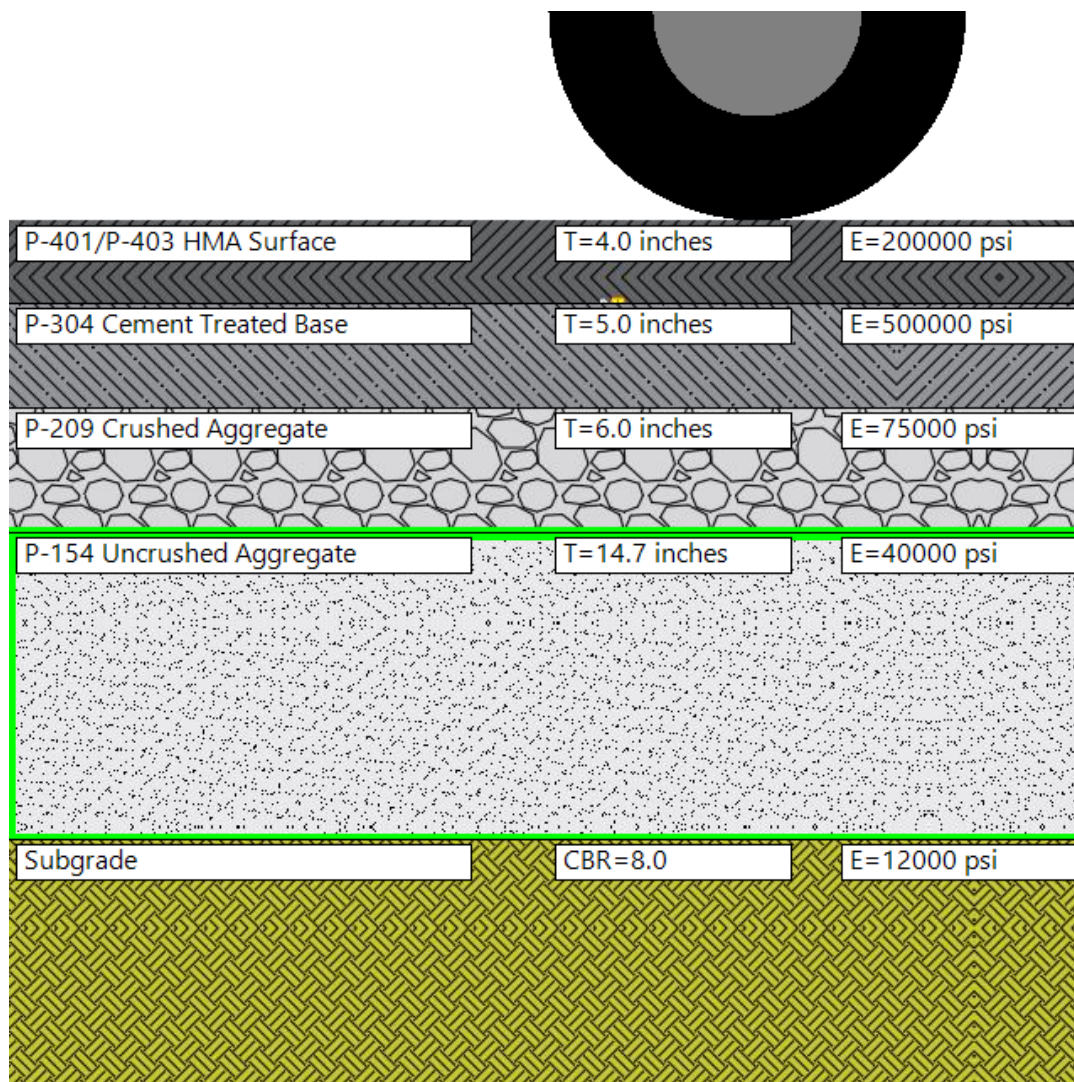 P-401/P-403 HMA Surface T=4.0 inches E=200000 psi
P-304 Cement Treated Base T=5.0 inches E=500000 psi
P-209 Crushed Aggregate T=6.0 inches E=75000 psi
P-154 Uncrushed Aggregate T=14.7 inches E=40000 psi
Subgrade CBR=8.0 E=12000 psi